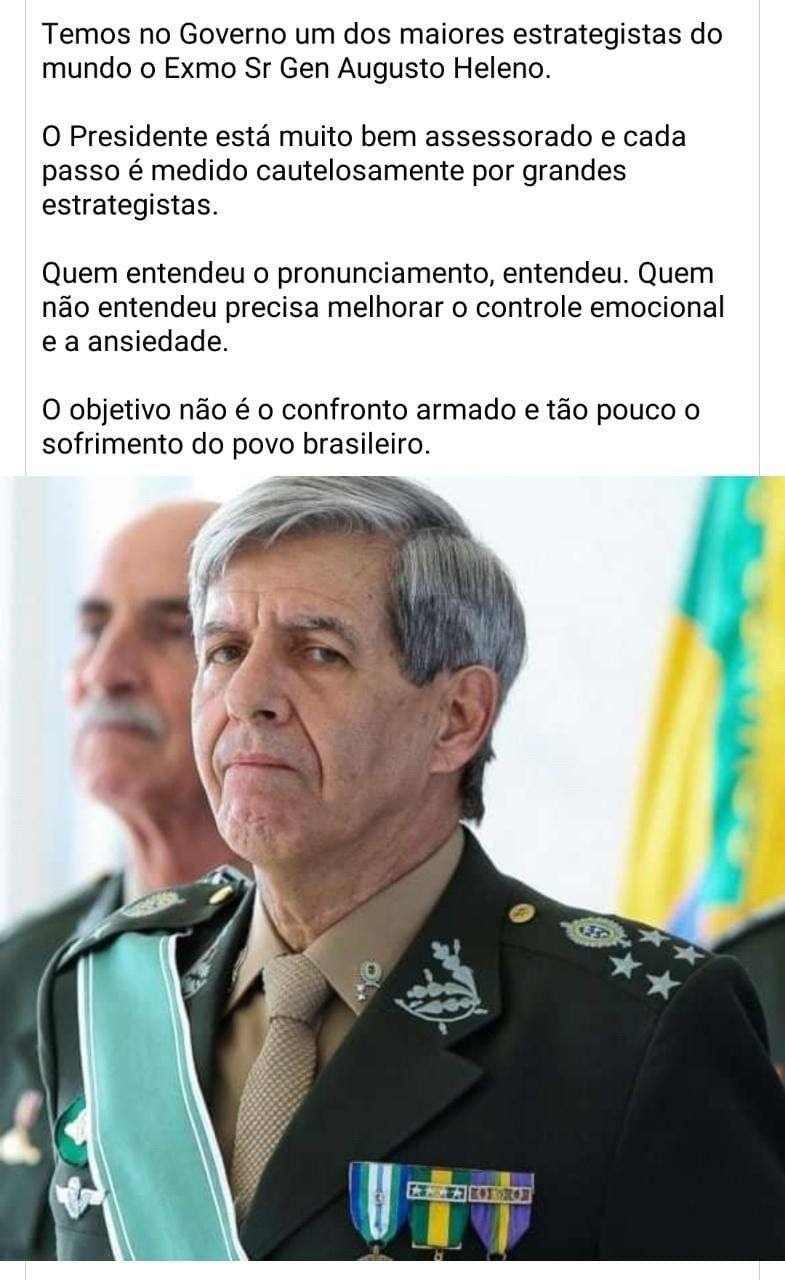 Temos no Governo um dos maiores estrategistas do
mundo o Exmo Sr Gen Augusto Heleno.
O Presidente está muito bem assessorado e cada
passo é medido cautelosamente por grandes
estrategistas.
Quem entendeu o pronunciamento, entendeu. Quem
não entendeu precisa melhorar o controle emocional
e a ansiedade.
O objetivo não é o confronto armado e tão pouco o
sofrimento do povo brasileiro.